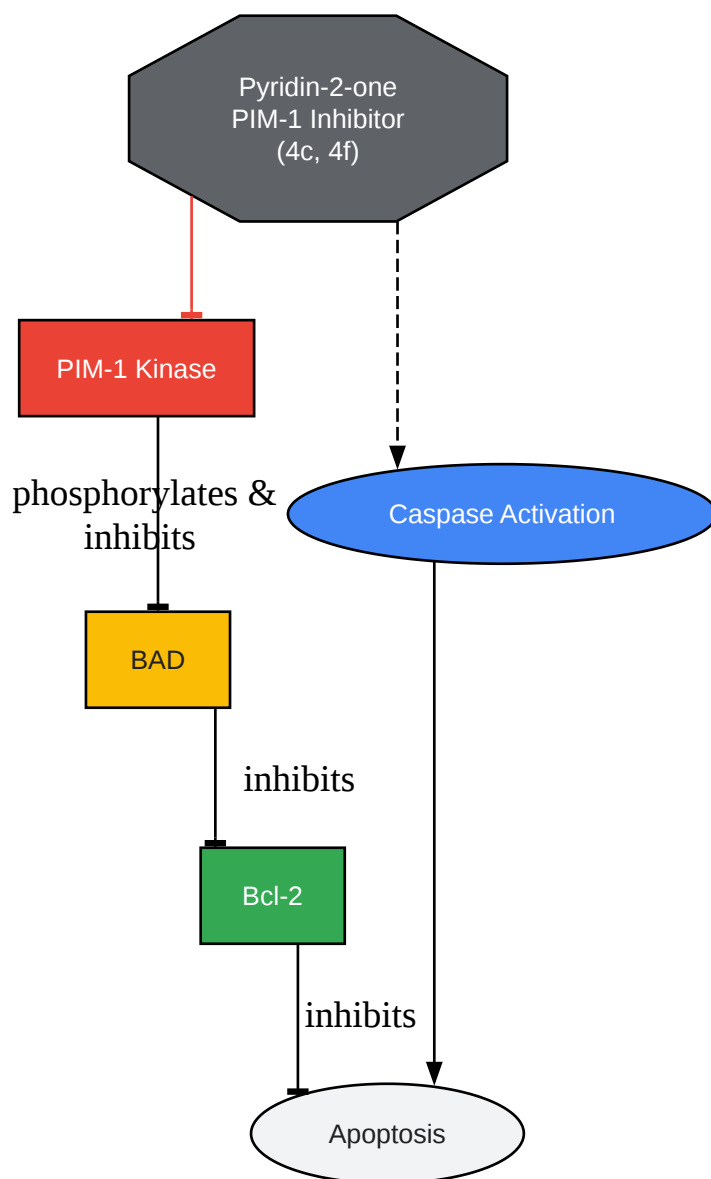 Pyridin-2-one
PIM-1 Inhibitor
(4c, 4f)
PIM-1 Kinase
phosphorylates &
inhibits
Caspase Activation
BAD
inhibits
Bcl-2
inhibits
Apoptosis